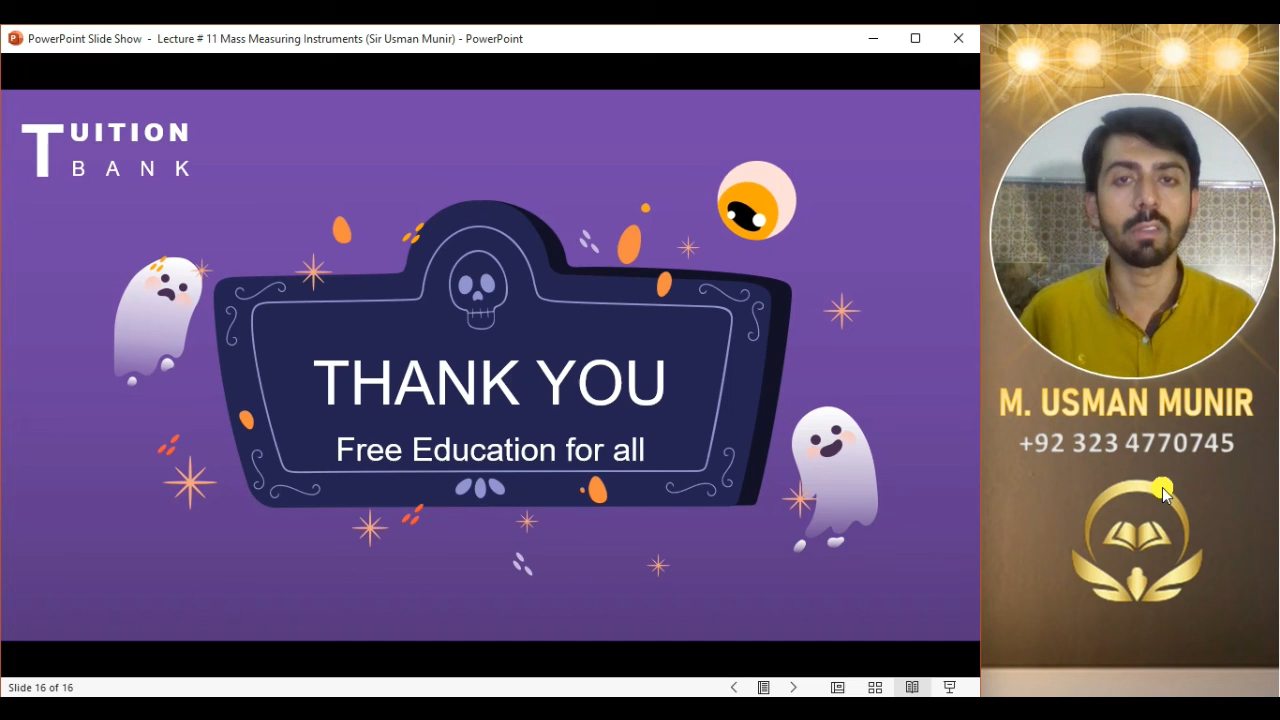 PowerPoint Slide Show - Lecture # 11 Mass Measuring Instruments (Sir Usman Munir) - PowerPoint
TUITION
BANK
THANK YOU
Free Education for all
M. USMAN MUNIR
+92 323 4770745
Slide 16 of 16